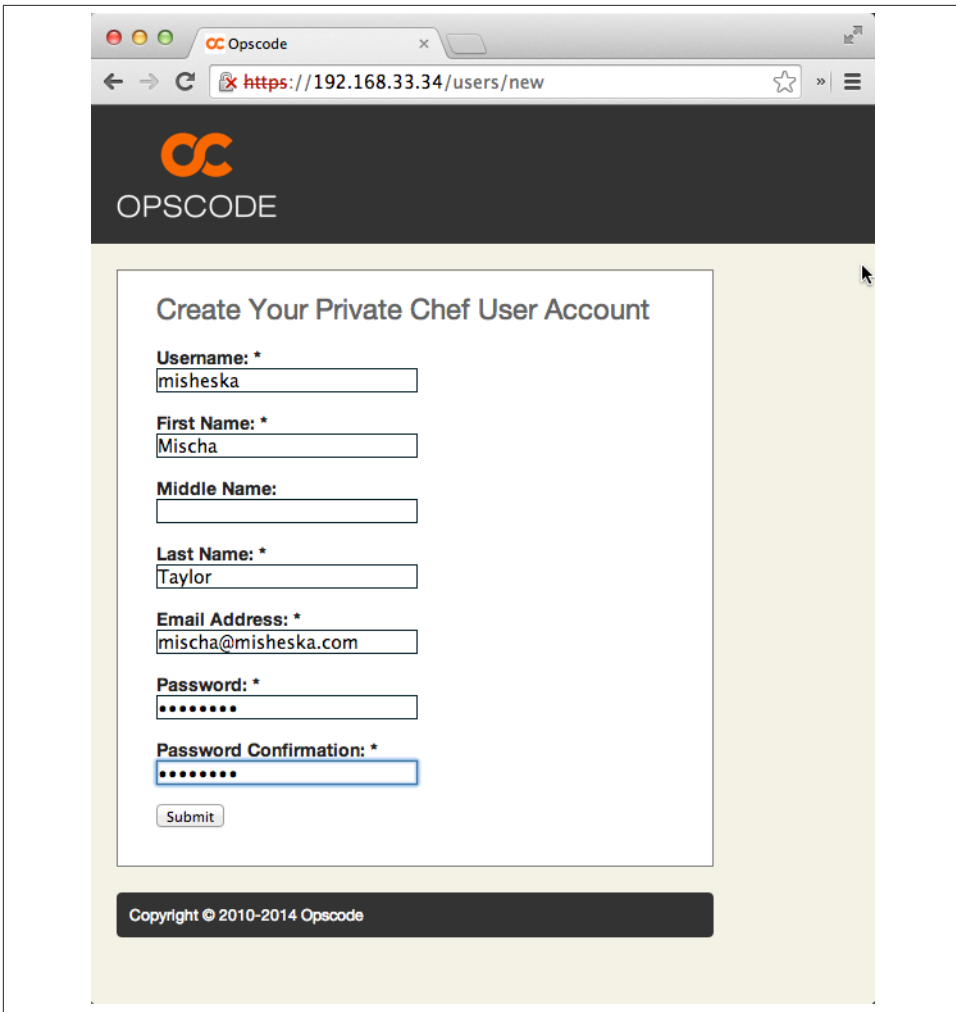 Opscode
https://192.168.33.34/users/new
OPSCODE
Create Your Private Chef User Account
Username: *
misheska
First Name: *
Mischa
Middle Name:
Last Name: *
Taylor
Email Address: *
mischa@misheska.com
Password: *
••••••••
Password Confirmation: *
••••••••
Submit
Copyright © 2010-2014 Opscode